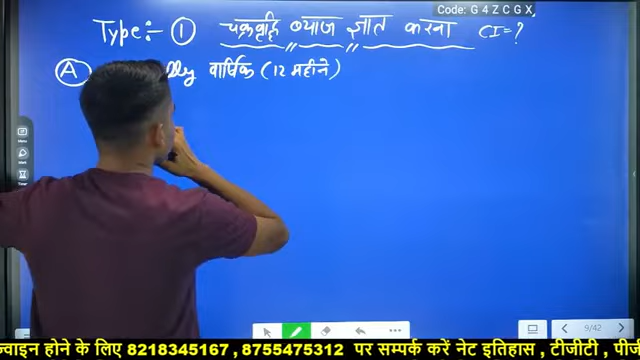 Code: G 4 Z C G X
Type:- ① चक्रवृद्धि ब्याज ज्ञात करना CI=?
Ⓐ वार्षिक (12 महीने)
9/42
वाइन होने के लिए 8218345167 , 8755475312 पर सम्पर्क करें नेट इतिहास , टीजीटी ,